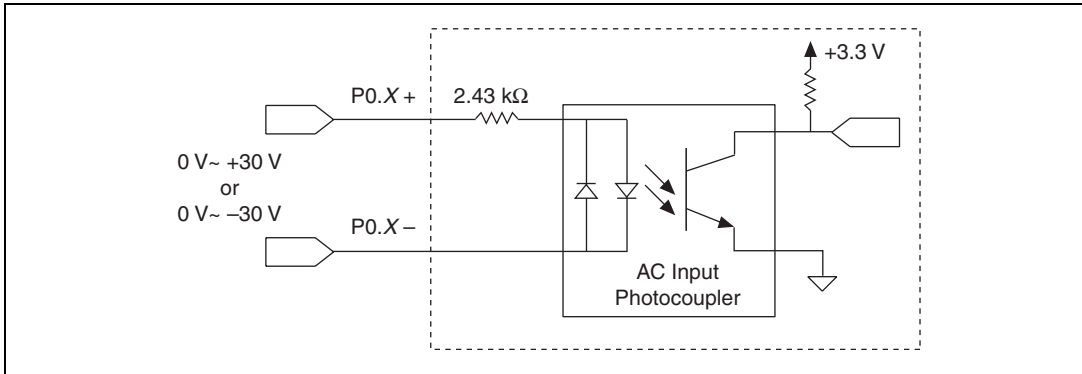 +3.3 V
P0.X +
2.43 kΩ
0 V~ +30 V
or
0 V~ –30 V
P0.X –
AC Input
Photocoupler